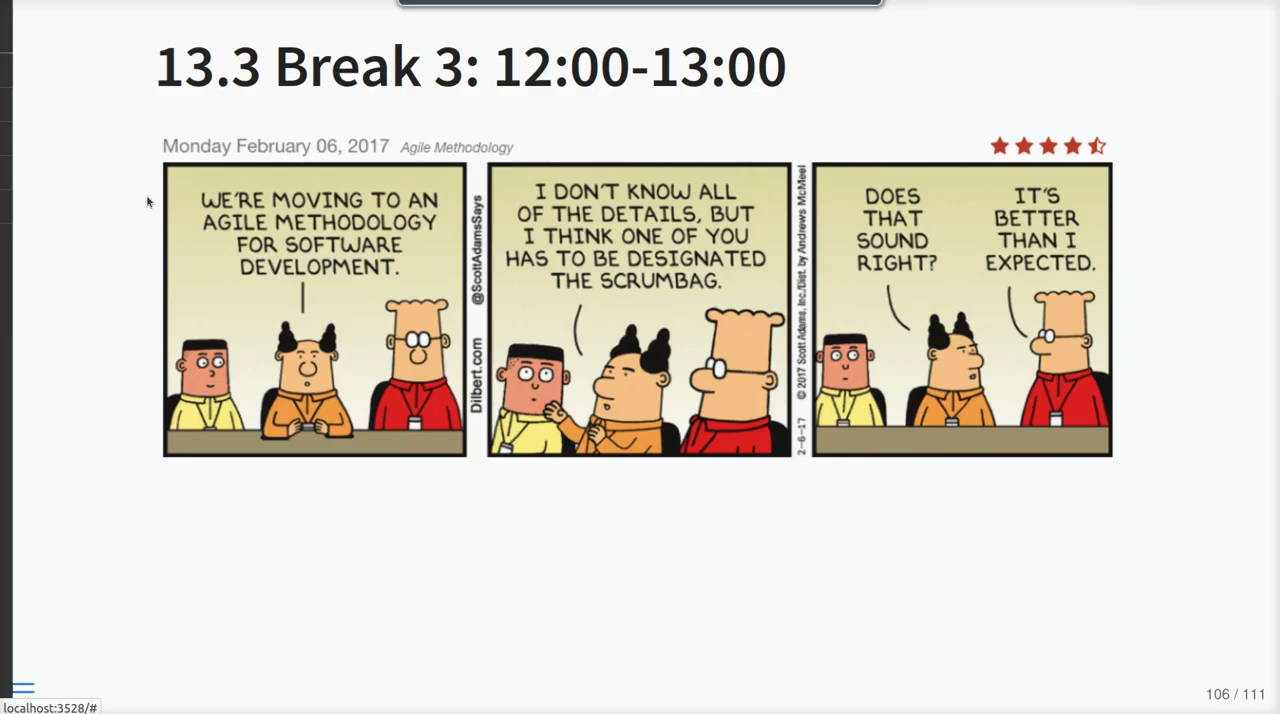 13.3 Break 3: 12:00-13:00
Monday February 06, 2017 Agile Methodology
WE'RE MOVING TO AN
AGILE METHODOLOGY
FOR SOFTWARE
DEVELOPMENT.
Dilbert.com @ScottAdamsSays
I DON'T KNOW ALL
OF THE DETAILS, BUT
I THINK ONE OF YOU
HAS TO BE DESIGNATED
THE SCRUMBAG.
2-6-17 © 2017 Scott Adams, Inc./Dist. by Andrews McMeel
DOES
THAT
SOUND
RIGHT?
IT'S
BETTER
THAN I
EXPECTED.
106 / 111
localhost:3528/#